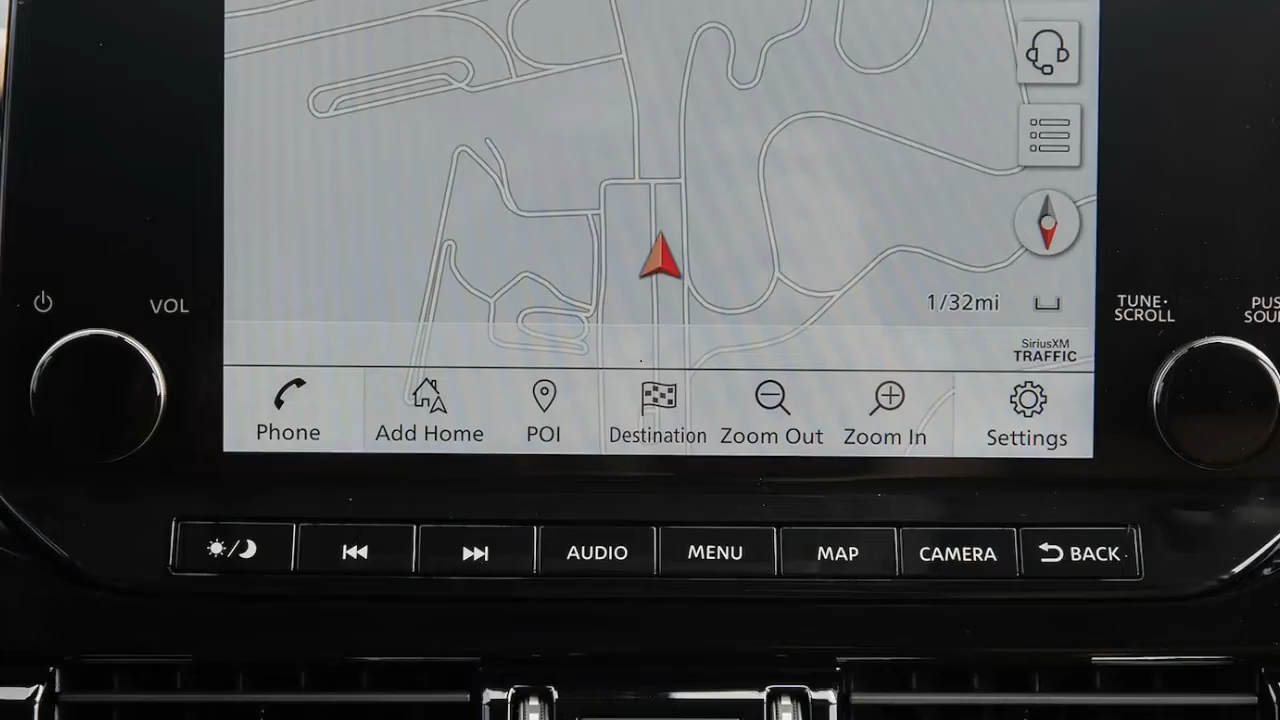 1/32mi
VOL
TUNE·
SCROLL
SiriusXM
TRAFFIC
Phone
Add Home
POI
Destination
Zoom Out
Zoom In
Settings
AUDIO
MENU
MAP
CAMERA
BACK